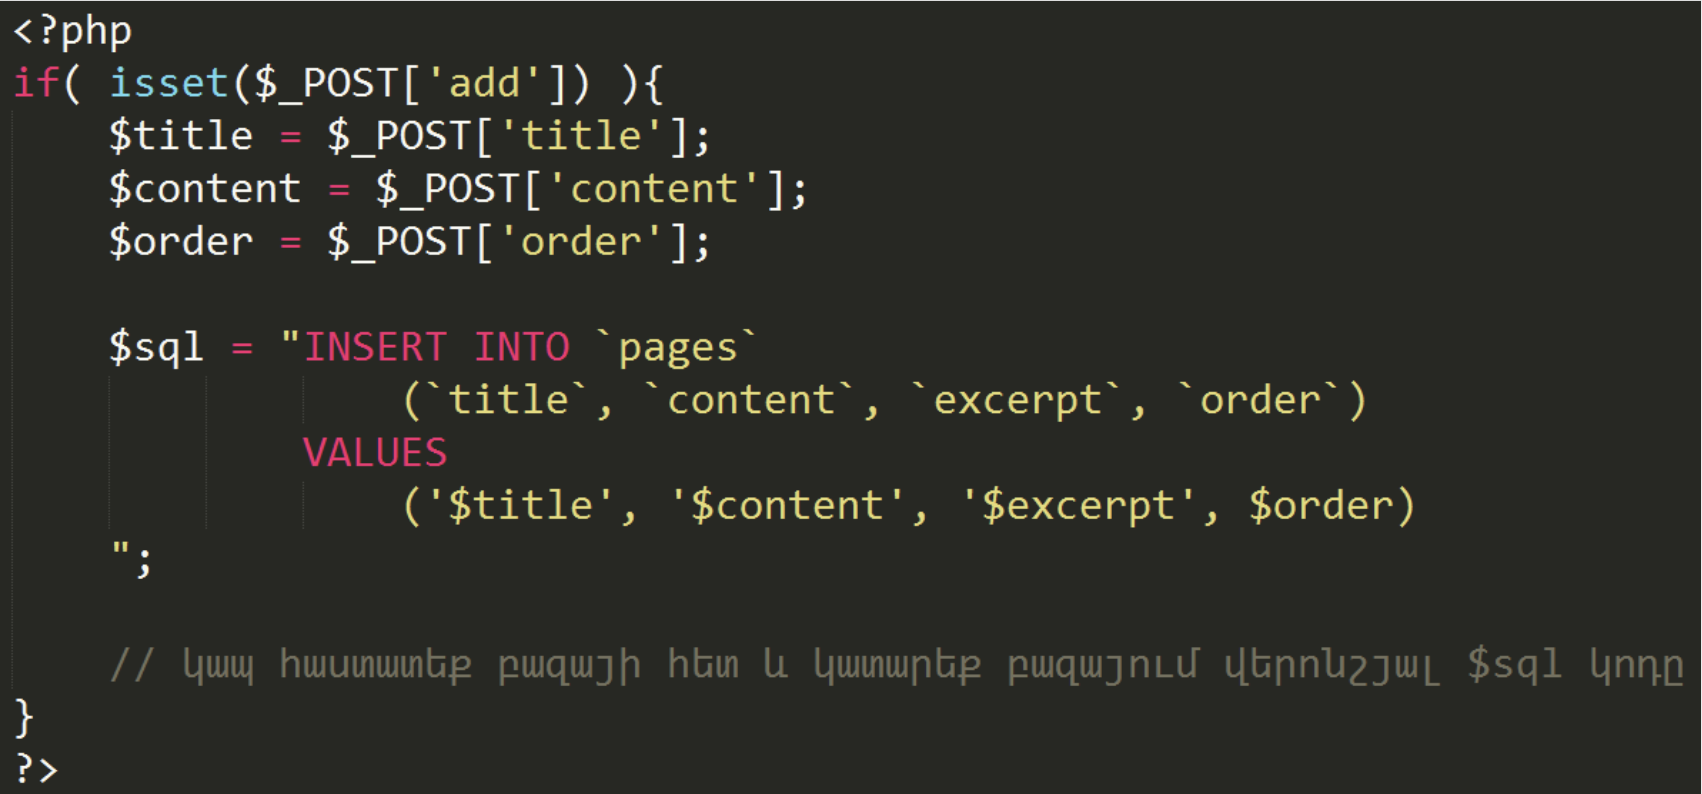 <?php
if( isset($_POST['add']) ){
    $title = $_POST['title'];
    $content = $_POST['content'];
    $order = $_POST['order'];

    $sql = "INSERT INTO `pages`
                (`title`, `content`, `excerpt`, `order`)
            VALUES
                ('$title', '$content', '$excerpt', $order)
    ";

    // կապ հաստատեք բազայի հետ և կատարեք բազայում վերոնշյալ $sql կոդը
}
?>